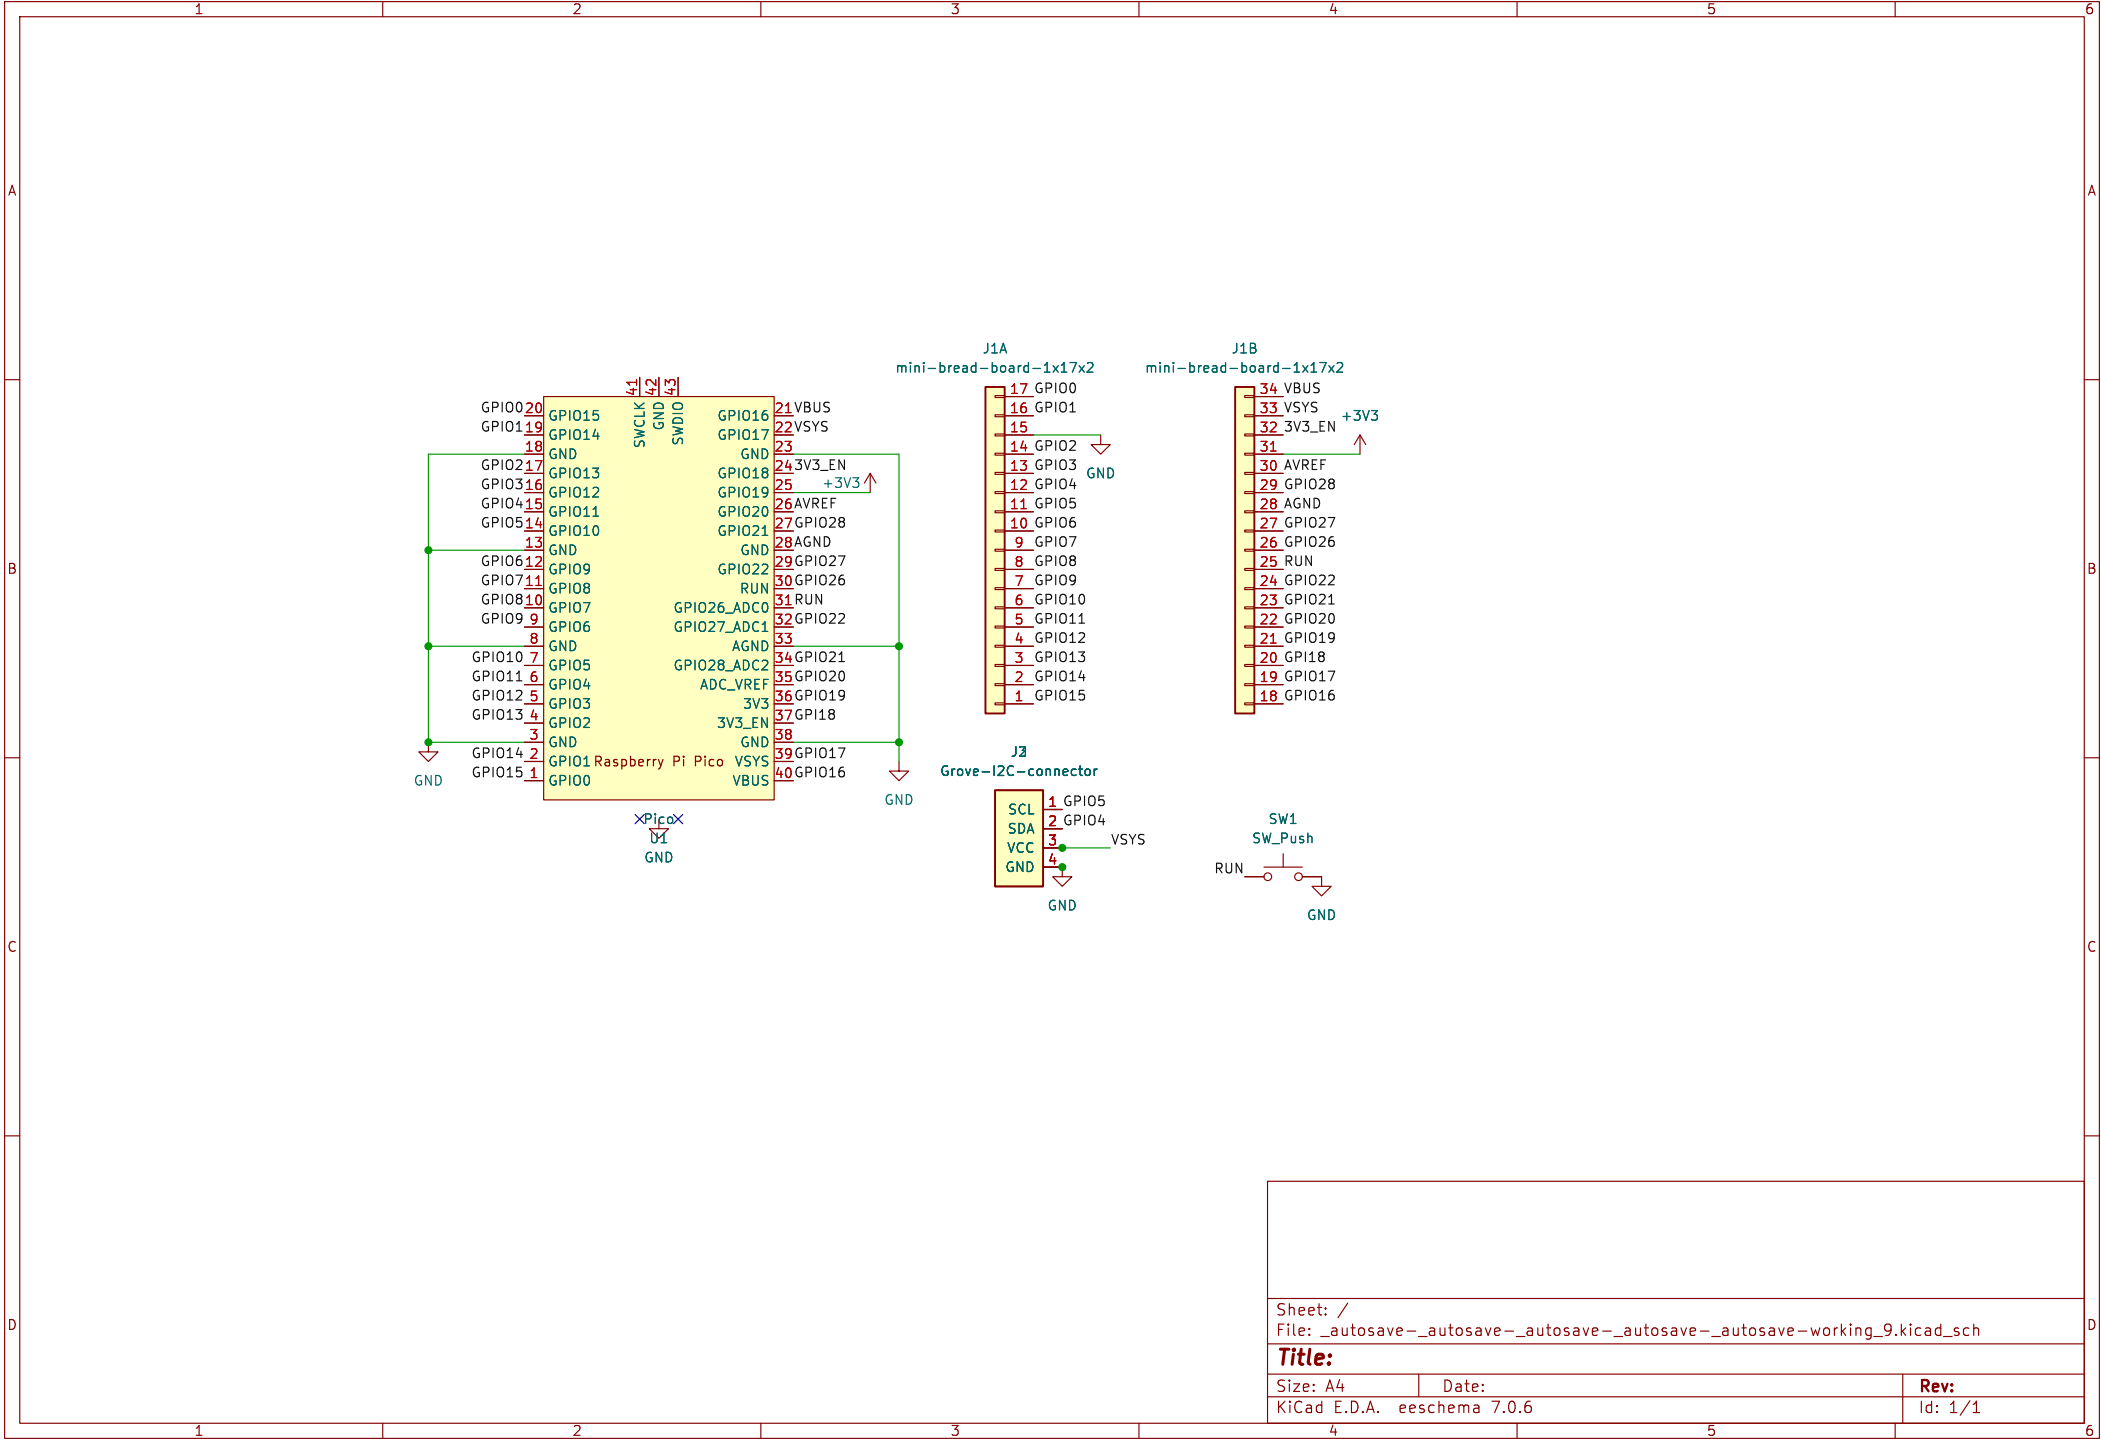 1 2 3 4 5 6
A A
B B
C C
D D
J1A
mini-bread-board-1x17x2
17 GPIO0
16 GPIO1
15
14 GPIO2
13 GPIO3
12 GPIO4
11 GPIO5
10 GPIO6
9 GPIO7
8 GPIO8
7 GPIO9
6 GPIO10
5 GPIO11
4 GPIO12
3 GPIO13
2 GPIO14
1 GPIO15
GND
J1B
mini-bread-board-1x17x2
34 VBUS
33 VSYS
32 3V3_EN
31
30 AVREF
29 GPIO28
28 AGND
27 GPIO27
26 GPIO26
25 RUN
24 GPIO22
23 GPIO21
22 GPIO20
21 GPIO19
20 GPI18
19 GPIO17
18 GPIO16
+3V3
41 42 43
SWCLK GND SWDIO
GPIO0 20 GPIO15 GPIO16 21 VBUS
GPIO1 19 GPIO14 GPIO17 22 VSYS
18 GND GND 23
GPIO2 17 GPIO13 GPIO18 24 3V3_EN
GPIO3 16 GPIO12 GPIO19 25 +3V3
GPIO4 15 GPIO11 GPIO20 26 AVREF
GPIO5 14 GPIO10 GPIO21 27 GPIO28
13 GND GND 28 AGND
GPIO6 12 GPIO9 GPIO22 29 GPIO27
GPIO7 11 GPIO8 RUN 30 GPIO26
GPIO8 10 GPIO7 GPIO26_ADC0 31 RUN
GPIO9 9 GPIO6 GPIO27_ADC1 32 GPIO22
8 GND AGND 33
GPIO10 7 GPIO5 GPIO28_ADC2 34 GPIO21
GPIO11 6 GPIO4 ADC_VREF 35 GPIO20
GPIO12 5 GPIO3 3V3 36 GPIO19
GPIO13 4 GPIO2 3V3_EN 37 GPI18
3 GND GND 38
GPIO14 2 GPIO1 Raspberry Pi Pico VSYS 39 GPIO17
GPIO15 1 GPIO0 VBUS 40 GPIO16
GND
GND
Pico
U1
GND
Grove-I2C-connector
SCL 1 GPIO5
SDA 2 GPIO4
VCC 3 VSYS
GND 4
GND
SW1
SW_Push
RUN
GND
Sheet: /
File: _autosave-_autosave-_autosave-_autosave-_autosave-working_9.kicad_sch
Title:
Size: A4 Date: Rev:
KiCad E.D.A. eeschema 7.0.6 Id: 1/1
1 2 3 4 5 6